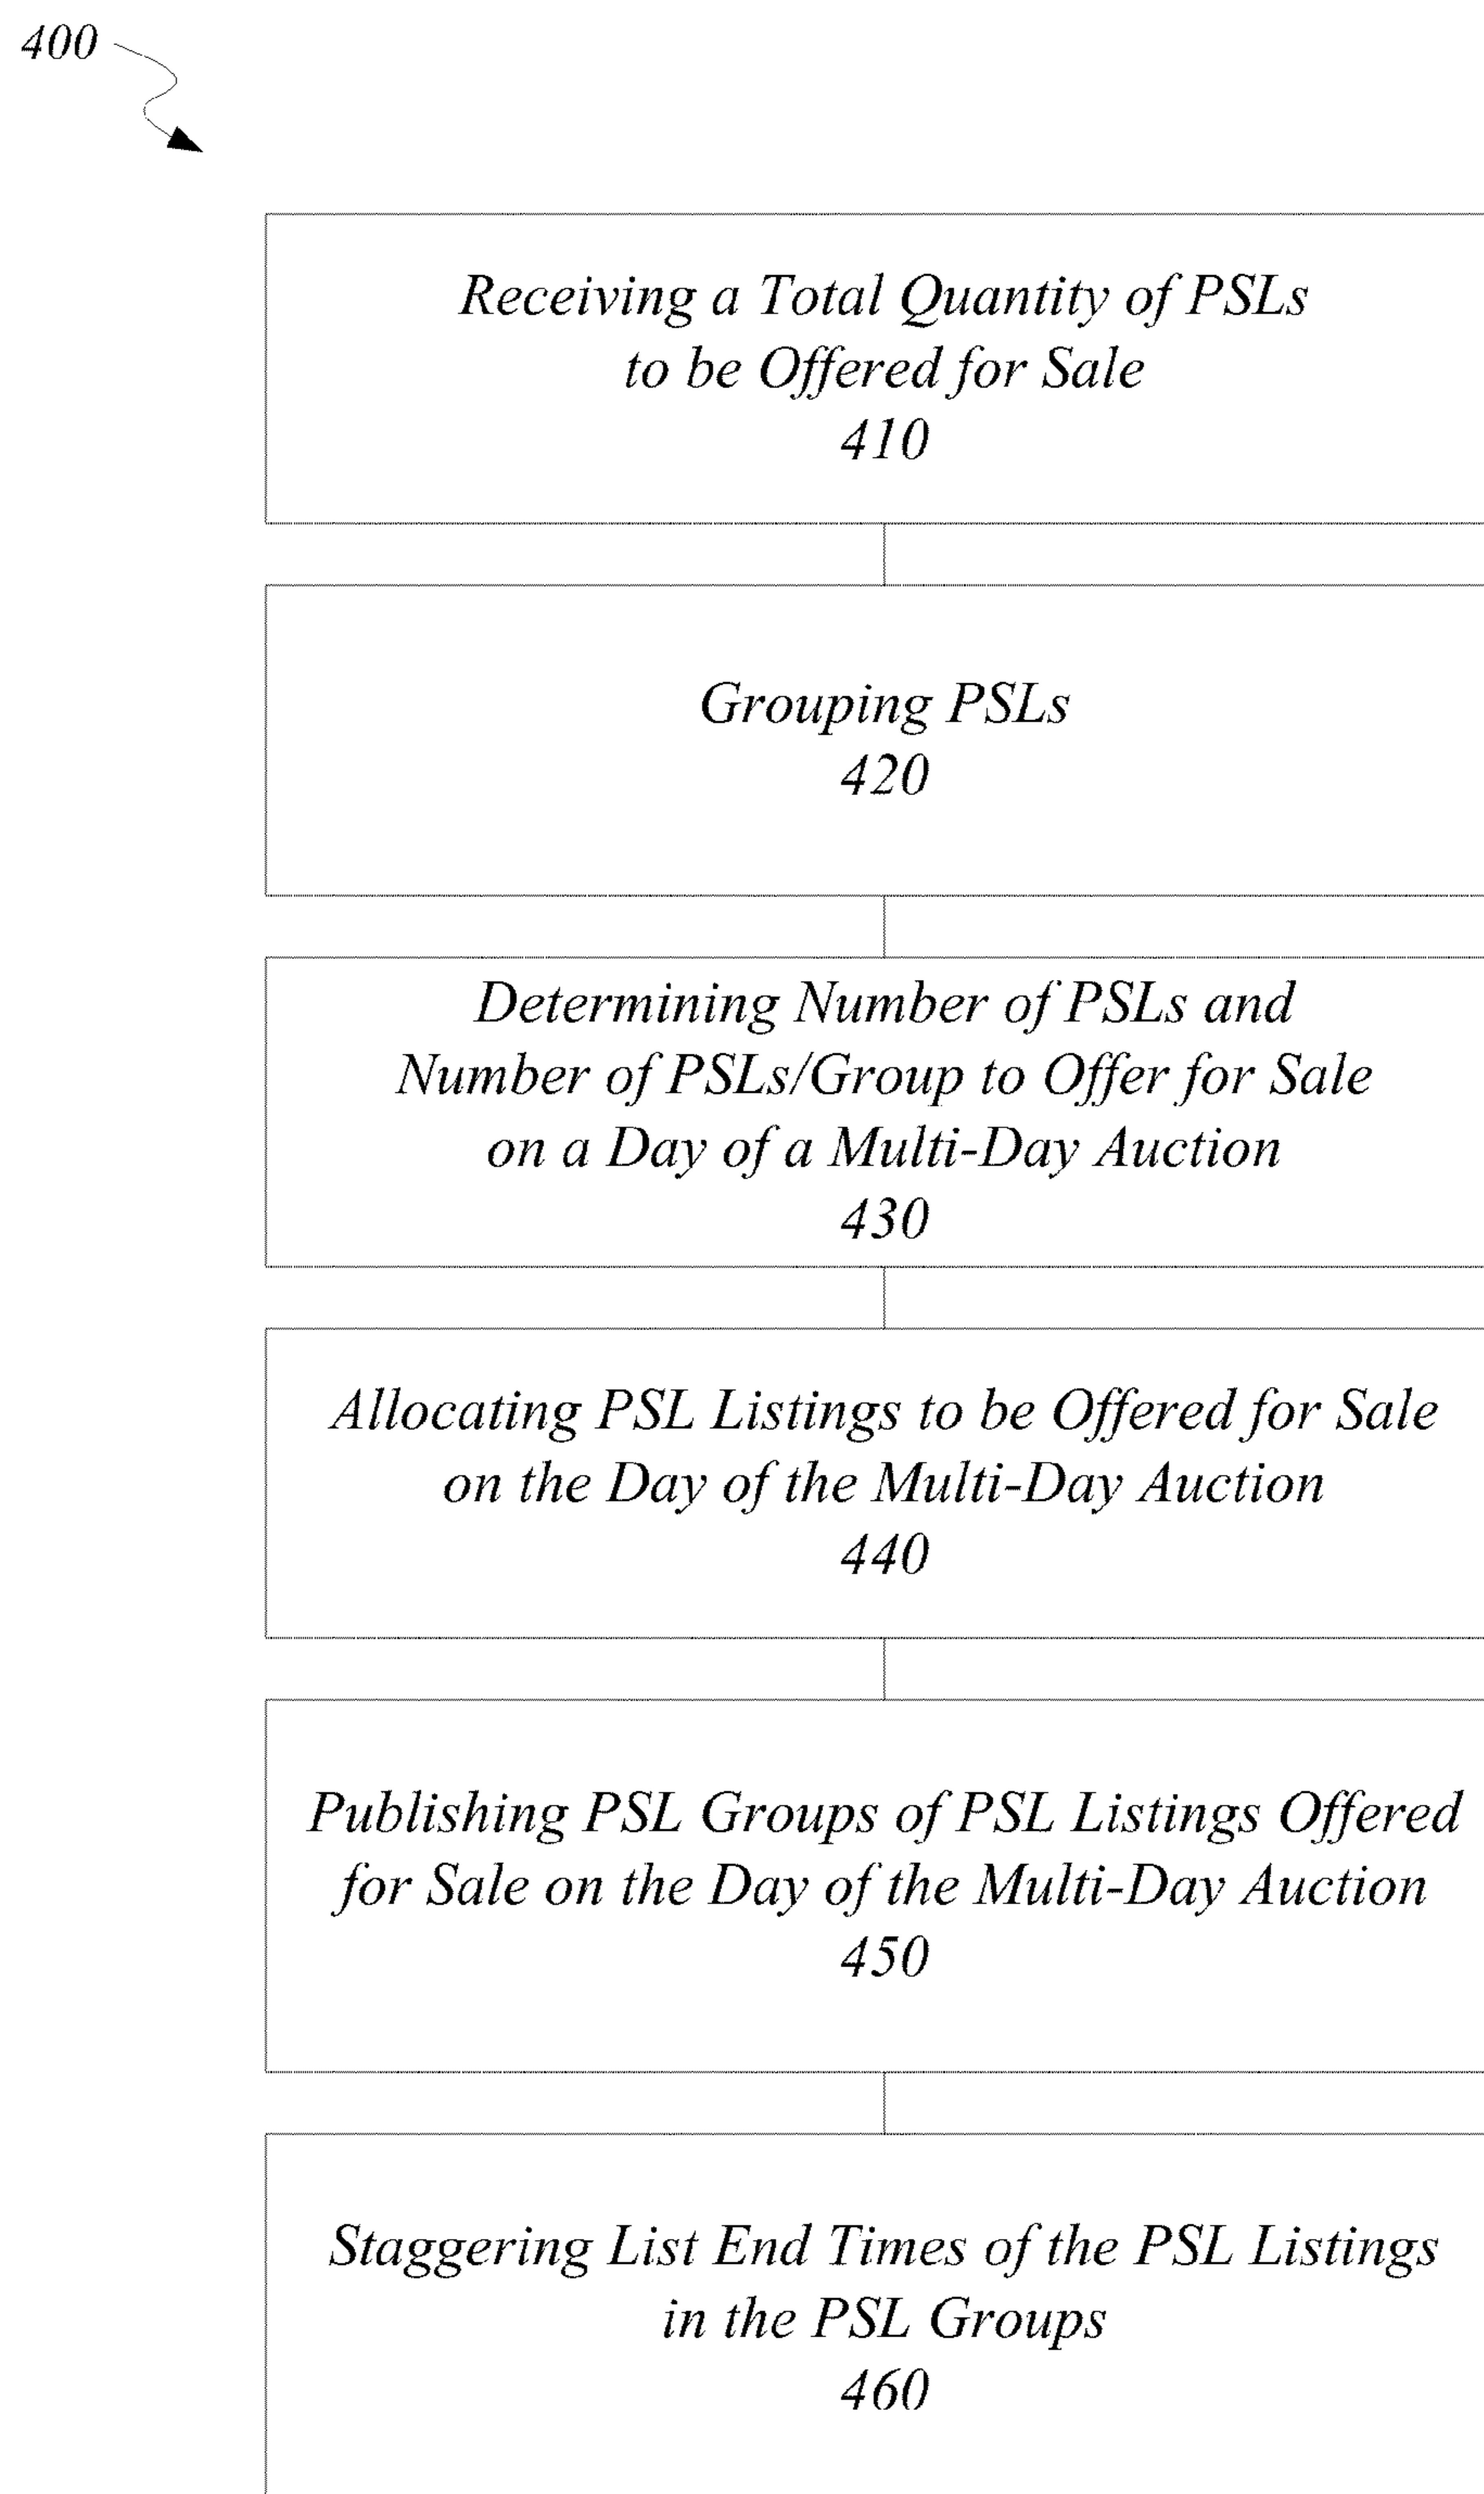 400
Receiving a Total Quantity of PSLs
to be Offered for Sale
410
Grouping PSLs
420
Determining Number of PSLs and
Number of PSLs/Group to Offer for Sale
on a Day of a Multi-Day Auction
430
Allocating PSL Listings to be Offered for Sale
on the Day of the Multi-Day Auction
440
Publishing PSL Groups of PSL Listings Offered
for Sale on the Day of the Multi-Day Auction
450
Staggering List End Times of the PSL Listings
in the PSL Groups
460